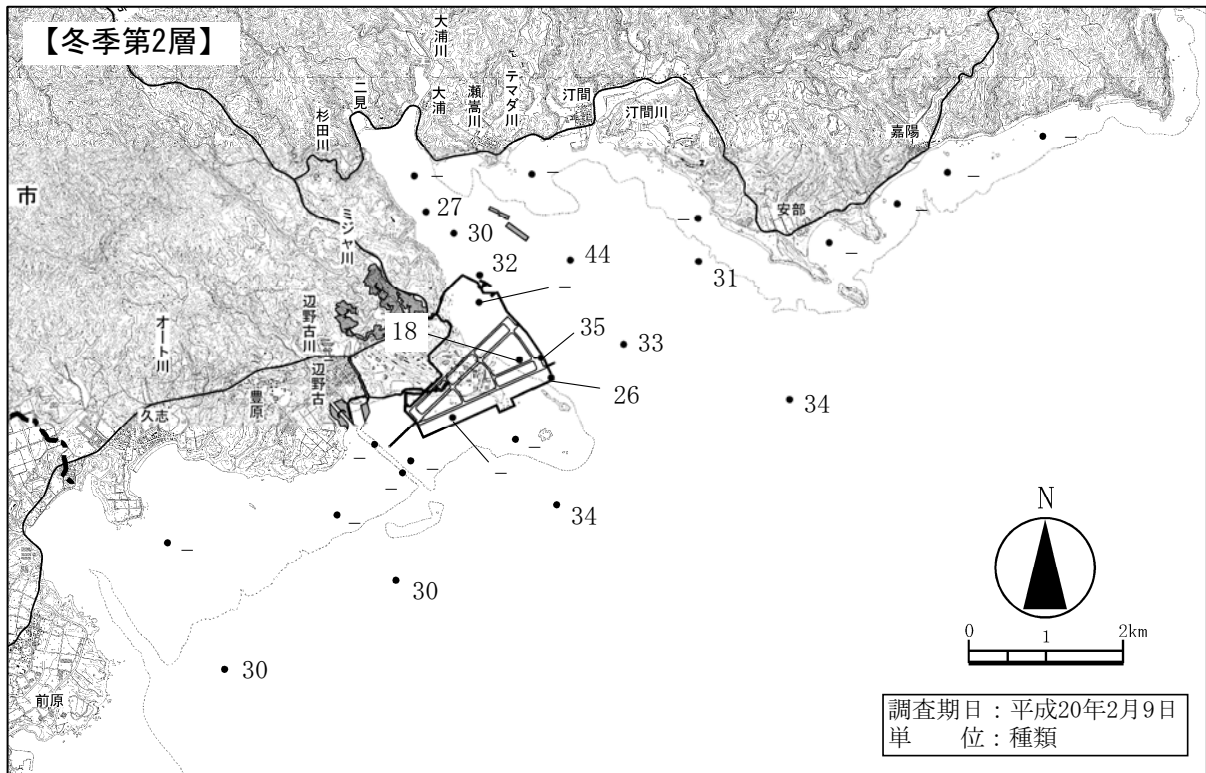 【冬季第2層】
大浦川
二見
大浦
瀬嵩川
テマダ川
汀間
汀間川
杉田川
嘉陽
市
安部
ミジャ川
辺野古川
辺野古
オート川
豊原
久志
前原
–
–
–
–
–
–
–
–
27
30
32
44
31
–
18
35
33
26
34
–
–
–
–
–
–
–
34
30
30
N
0 1 2km
調査期日：平成20年2月9日
単　　位：種類